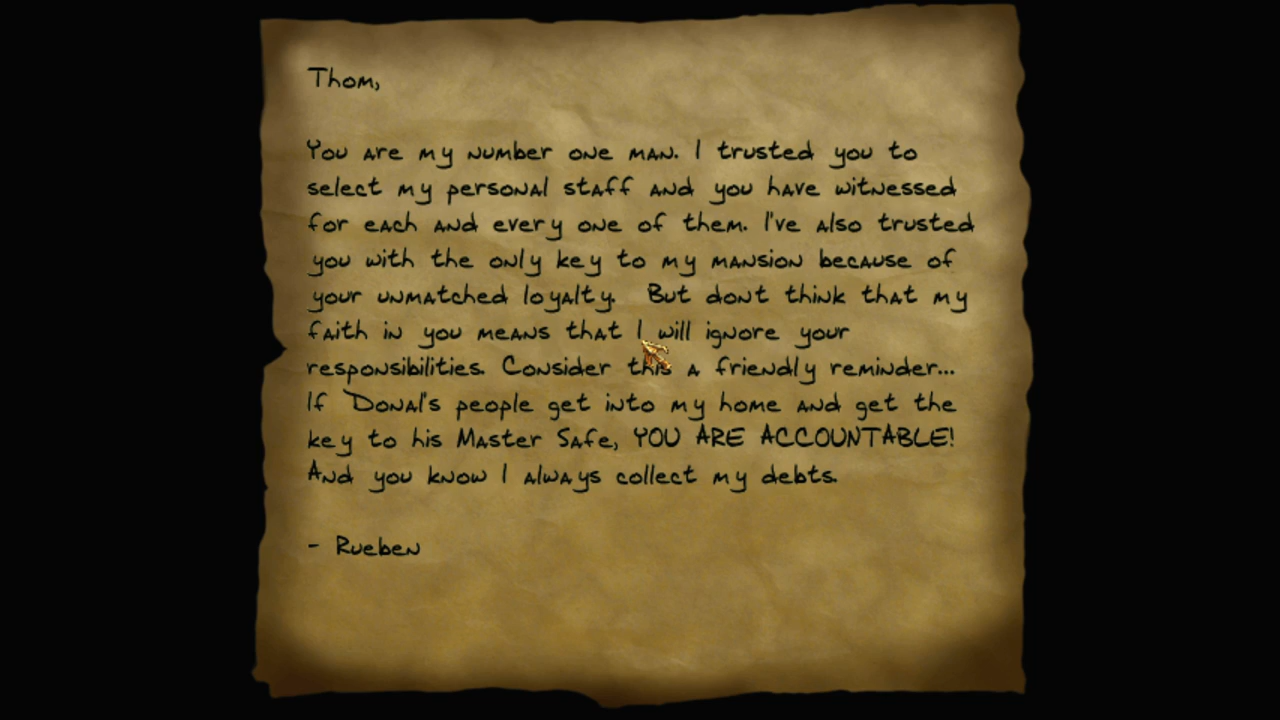 Thom,
You are my number one man. I trusted you to
select my personal staff and you have witnessed
for each and every one of them. I've also trusted
you with the only key to my mansion because of
your unmatched loyalty.  But dont think that my
faith in you means that I will ignore your
responsibilities. Consider this a friendly reminder...
If Donal's people get into my home and get the
key to his Master Safe, YOU ARE ACCOUNTABLE!
And you know I always collect my debts.
- Rueben